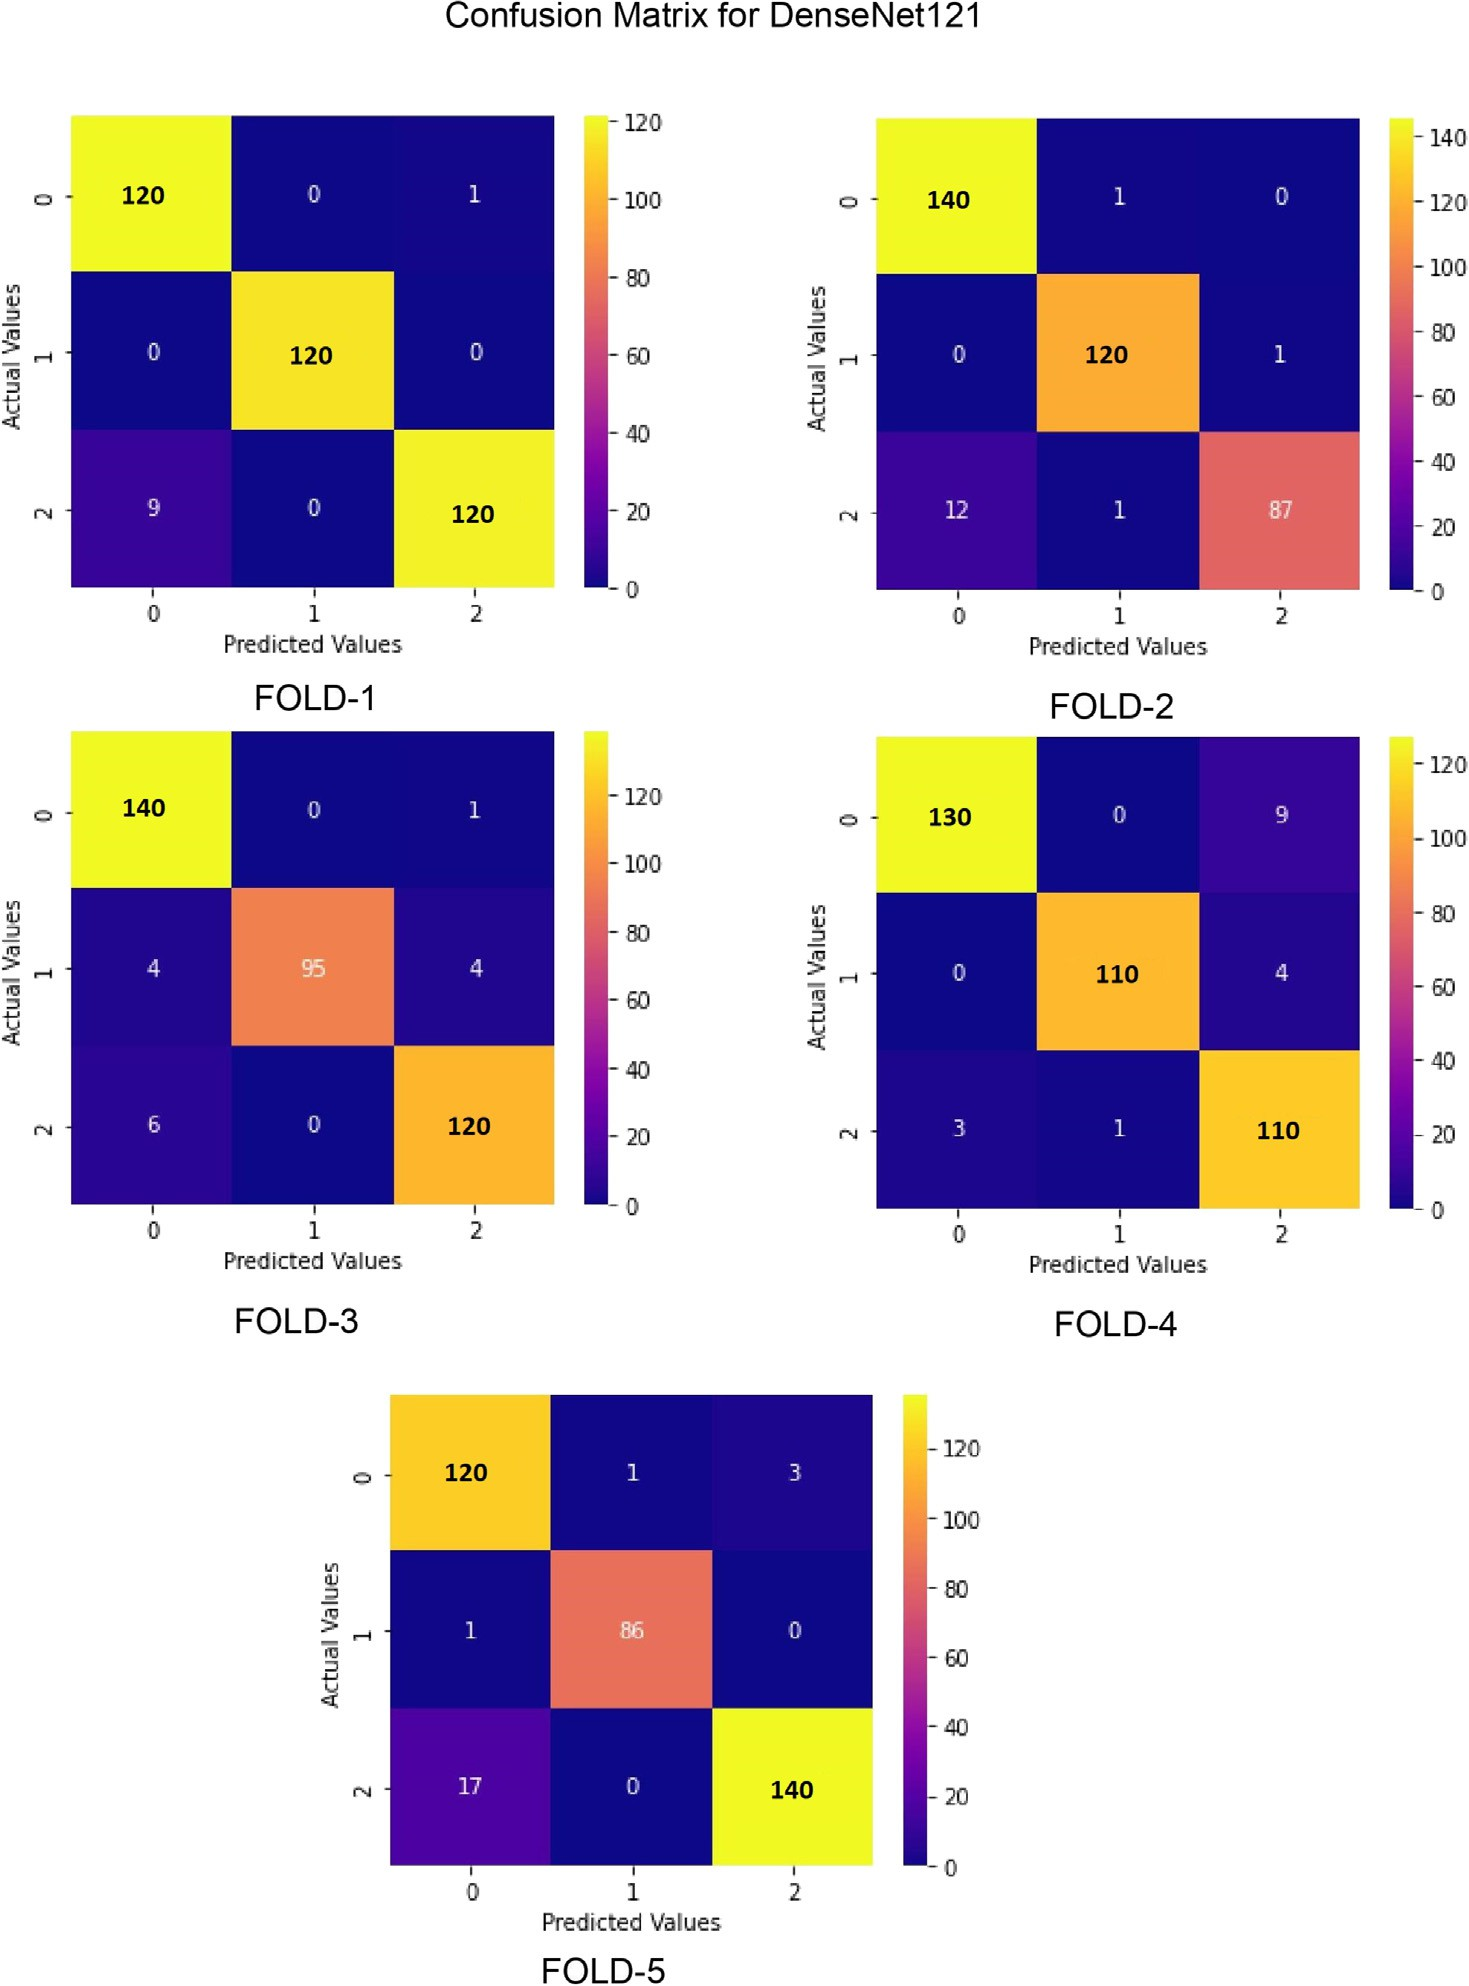 Confusion Matrix for DenseNet121
120 0 1
0 120 0
9 0 120
0 1 2
0 1 2
Actual Values
Predicted Values
120
100
80
60
40
20
0
FOLD-1
140 1 0
0 120 1
12 1 87
0 1 2
0 1 2
Actual Values
Predicted Values
140
120
100
80
60
40
20
0
FOLD-2
140 0 1
4 95 4
6 0 120
0 1 2
0 1 2
Actual Values
Predicted Values
120
100
80
60
40
20
0
FOLD-3
130 0 9
0 110 4
3 1 110
0 1 2
0 1 2
Actual Values
Predicted Values
120
100
80
60
40
20
0
FOLD-4
120 1 3
1 86 0
17 0 140
0 1 2
0 1 2
Actual Values
Predicted Values
120
100
80
60
40
20
0
FOLD-5